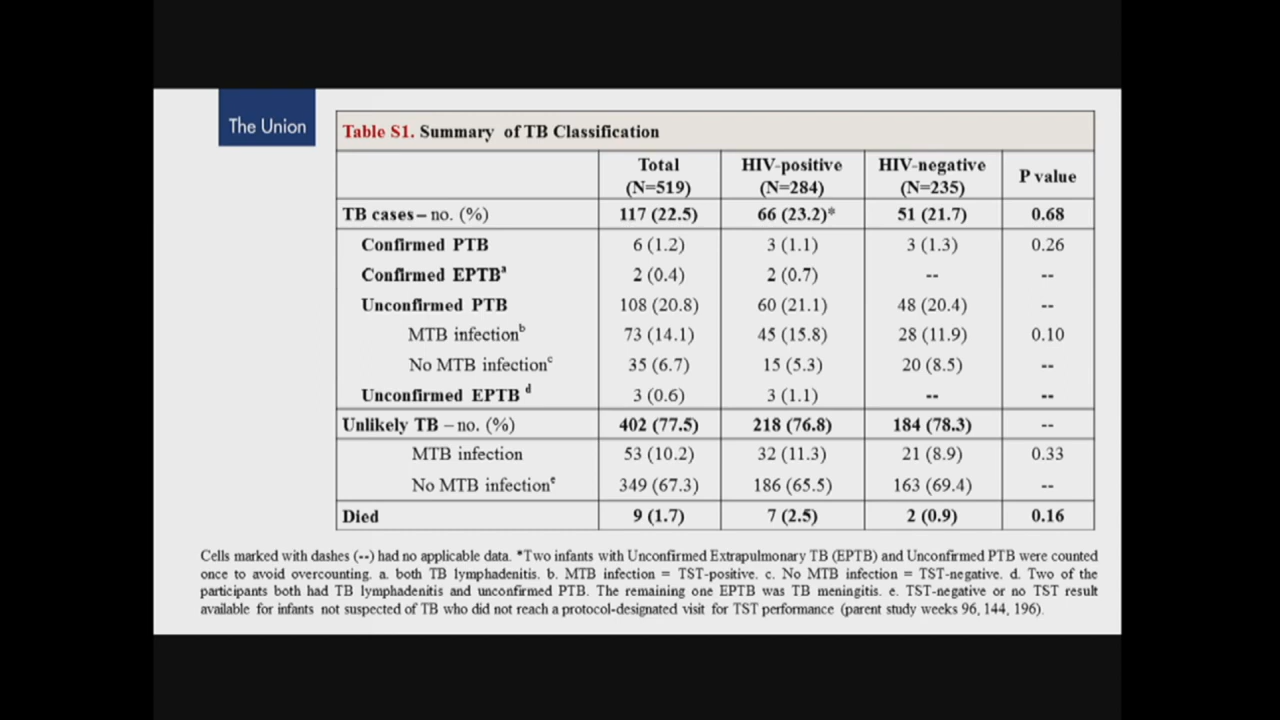 The Union
Table S1. Summary of TB Classification
Total (N=519) HIV-positive (N=284) HIV-negative (N=235) P value
TB cases – no. (%) 117 (22.5) 66 (23.2)* 51 (21.7) 0.68
Confirmed PTB 6 (1.2) 3 (1.1) 3 (1.3) 0.26
Confirmed EPTBª 2 (0.4) 2 (0.7) -- --
Unconfirmed PTB 108 (20.8) 60 (21.1) 48 (20.4) --
MTB infectionᵇ 73 (14.1) 45 (15.8) 28 (11.9) 0.10
No MTB infectionᶜ 35 (6.7) 15 (5.3) 20 (8.5) --
Unconfirmed EPTB ᵈ 3 (0.6) 3 (1.1) -- --
Unlikely TB – no. (%) 402 (77.5) 218 (76.8) 184 (78.3) --
MTB infection 53 (10.2) 32 (11.3) 21 (8.9) 0.33
No MTB infectionᵉ 349 (67.3) 186 (65.5) 163 (69.4) --
Died 9 (1.7) 7 (2.5) 2 (0.9) 0.16
Cells marked with dashes (--) had no applicable data. *Two infants with Unconfirmed Extrapulmonary TB (EPTB) and Unconfirmed PTB were counted
once to avoid overcounting. a. both TB lymphadenitis. b. MTB infection = TST-positive. c. No MTB infection = TST-negative. d. Two of the
participants both had TB lymphadenitis and unconfirmed PTB. The remaining one EPTB was TB meningitis. e. TST-negative or no TST result
available for infants not suspected of TB who did not reach a protocol-designated visit for TST performance (parent study weeks 96, 144, 196).